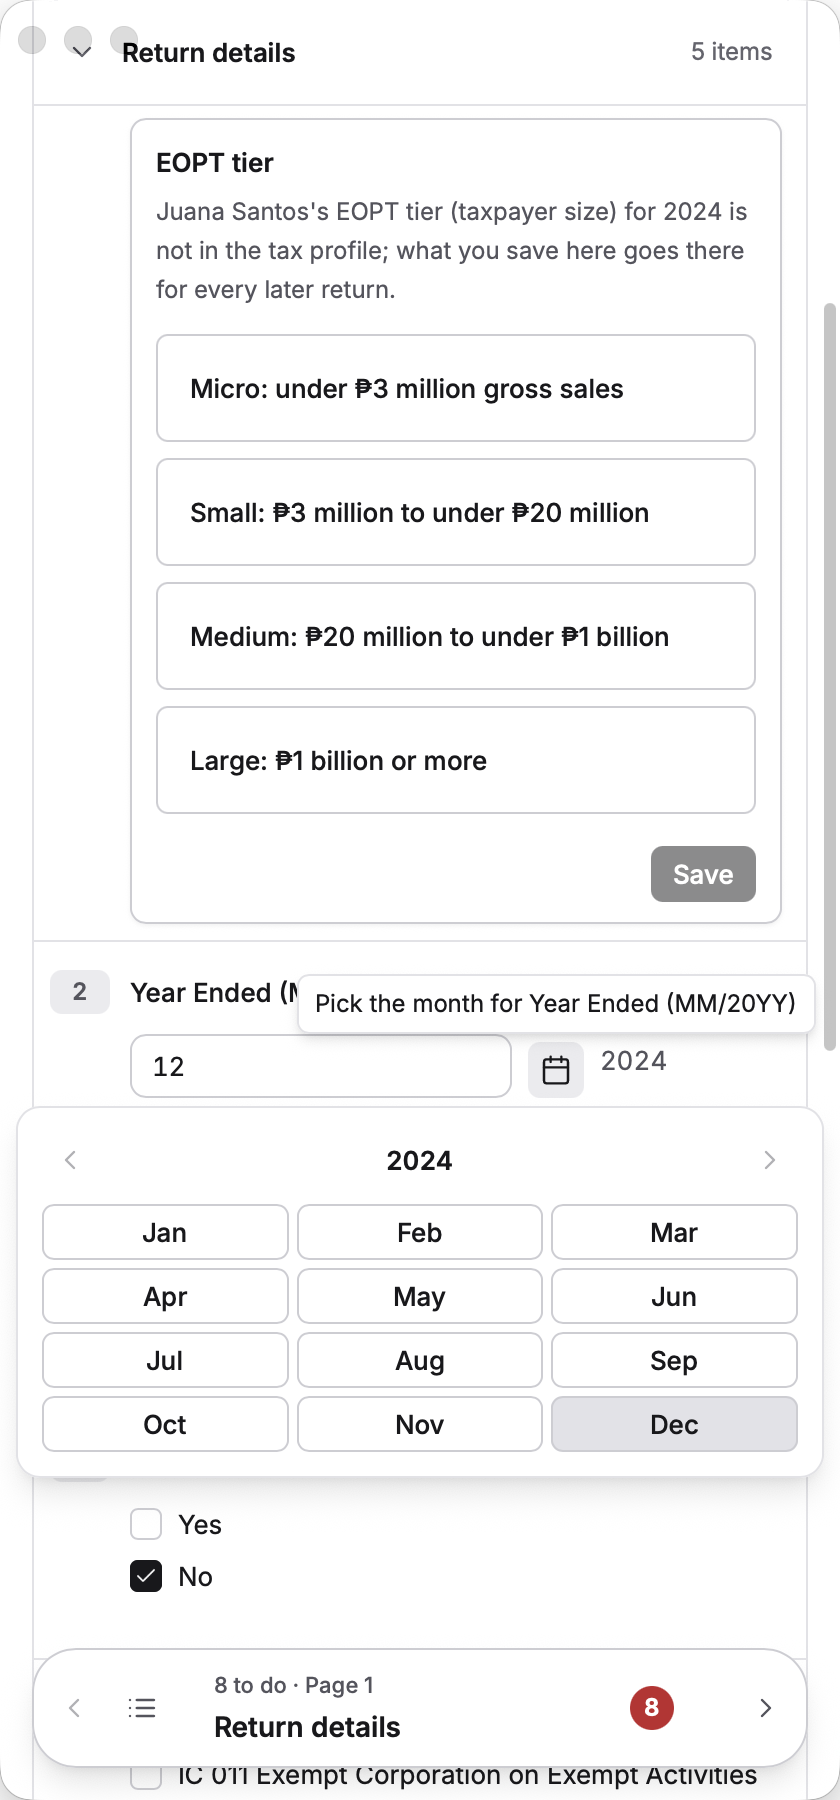 Return details
5 items
EOPT tier
Juana Santos's EOPT tier (taxpayer size) for 2024 is
not in the tax profile; what you save here goes there
for every later return.
Micro: under ₱3 million gross sales
Small: ₱3 million to under ₱20 million
Medium: ₱20 million to under ₱1 billion
Large: ₱1 billion or more
Save
2
Year Ended (
Pick the month for Year Ended (MM/20YY)
12
2024
2024
Jan
Feb
Mar
Apr
May
Jun
Jul
Aug
Sep
Oct
Nov
Dec
Yes
No
8 to do · Page 1
Return details
8
IC 011 Exempt Corporation on Exempt Activities